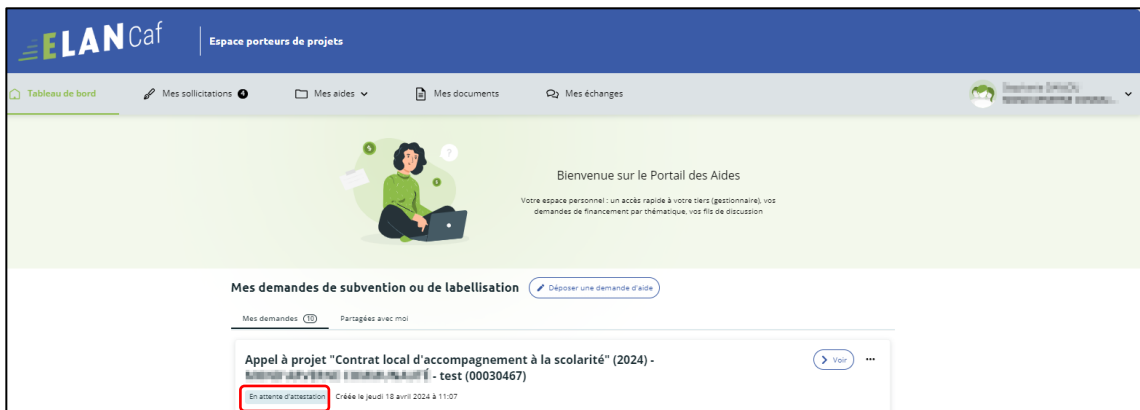 ELAN Caf
Espace porteurs de projets
Tableau de bord
Mes sollicitations 4
Mes aides
Mes documents
Mes échanges
Bienvenue sur le Portail des Aides
Votre espace personnel : un accès rapide à votre tiers (gestionnaire), vos
demandes de financement par thématique, vos fils de discussion
Mes demandes de subvention ou de labellisation
Déposer une demande d'aide
Mes demandes 10
Partagées avec moi
Appel à projet "Contrat local d'accompagnement à la scolarité" (2024) -
- test (00030467)
Voir
En attente d'attestation
Créée le jeudi 18 avril 2024 à 11:07